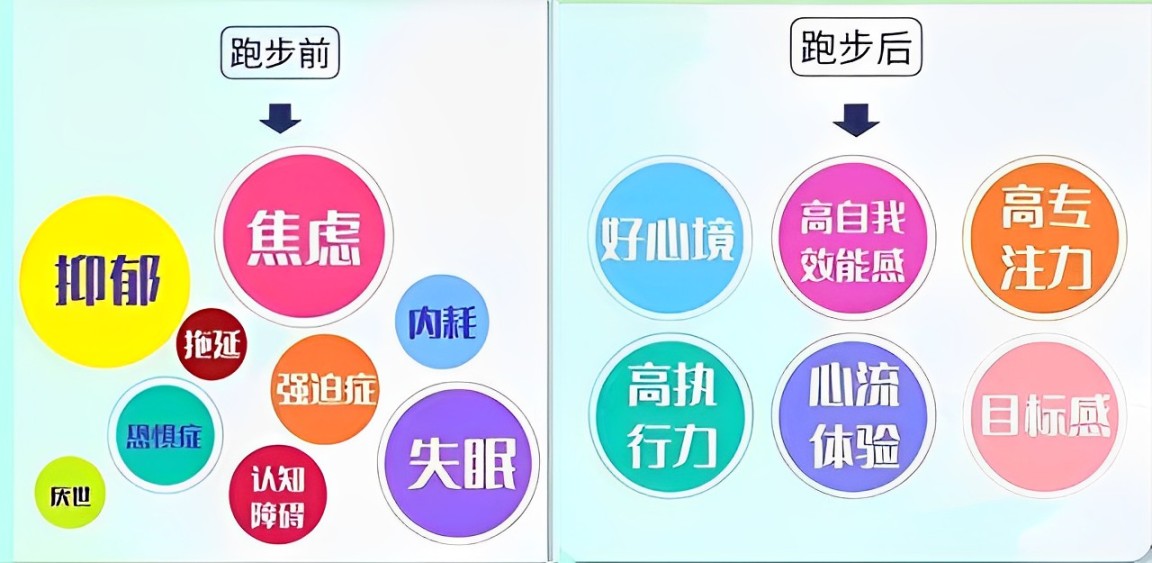 跑步前
焦虑
抑郁
内耗
拖延
强迫症
恐惧症
失眠
认知
障碍
厌世
跑步后
好心境
高自我
效能感
高专
注力
高执
行力
心流
体验
目标感